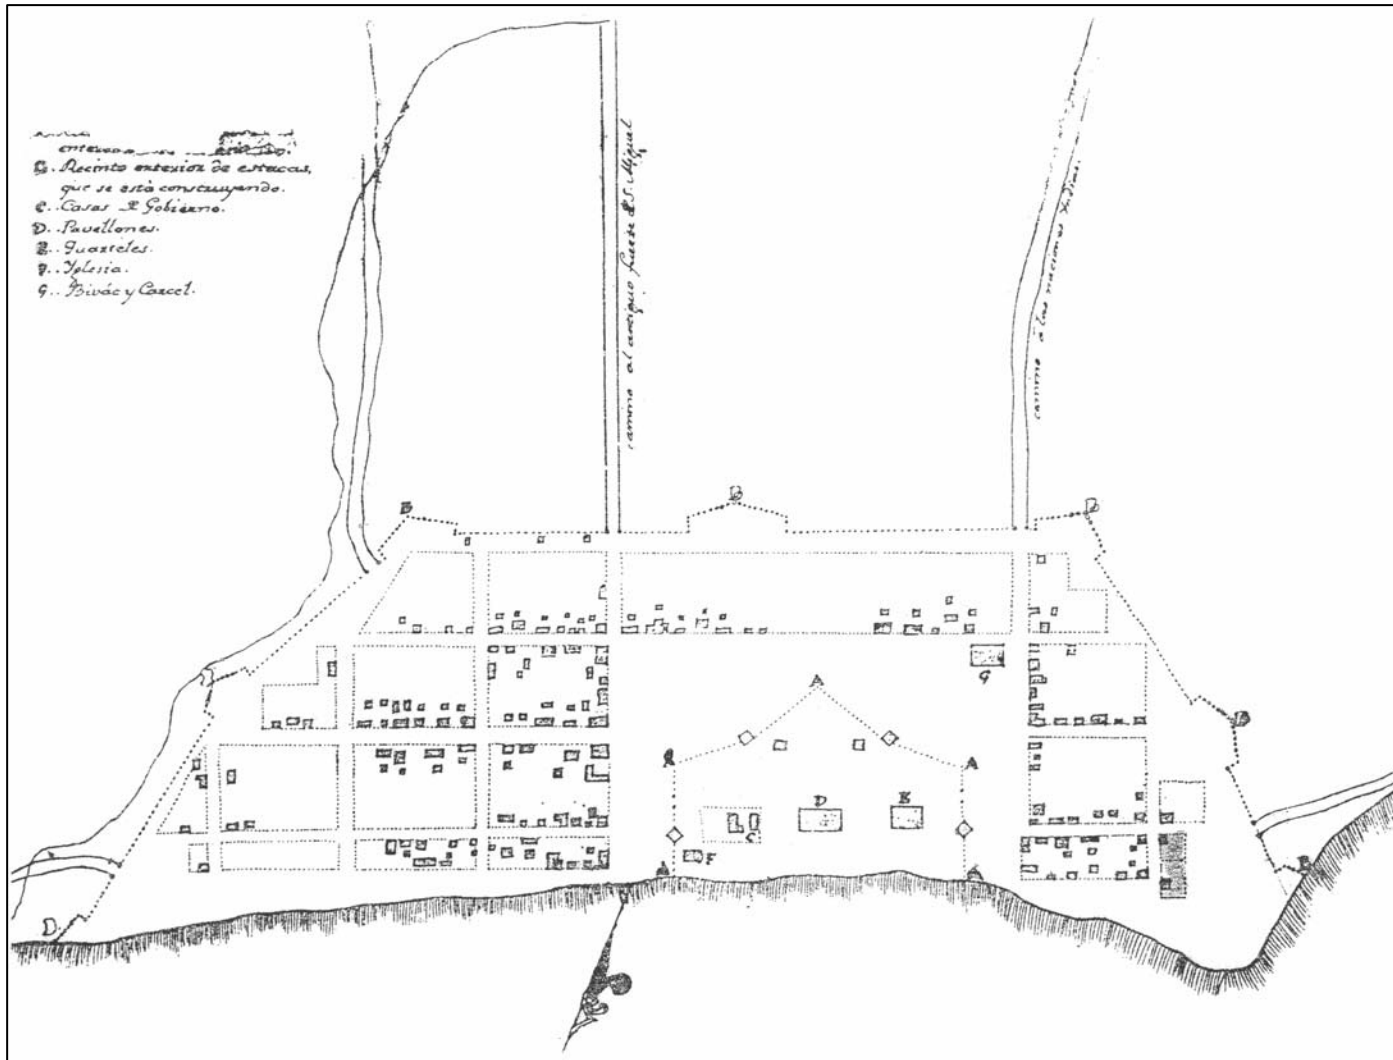 B. Recinto exterior de estacas,
que se está construyendo.
C. Casas de Gobierno.
D. Pavellones.
E. Quarteles.
F. Yglesia.
G. Bivác y Carcel.
camino al antiguo fuerte de S. Miguel
camino à las naciones Yndias.
B
B
B
G
A
A
A
B
D
E
C
F
A
A
B
D.